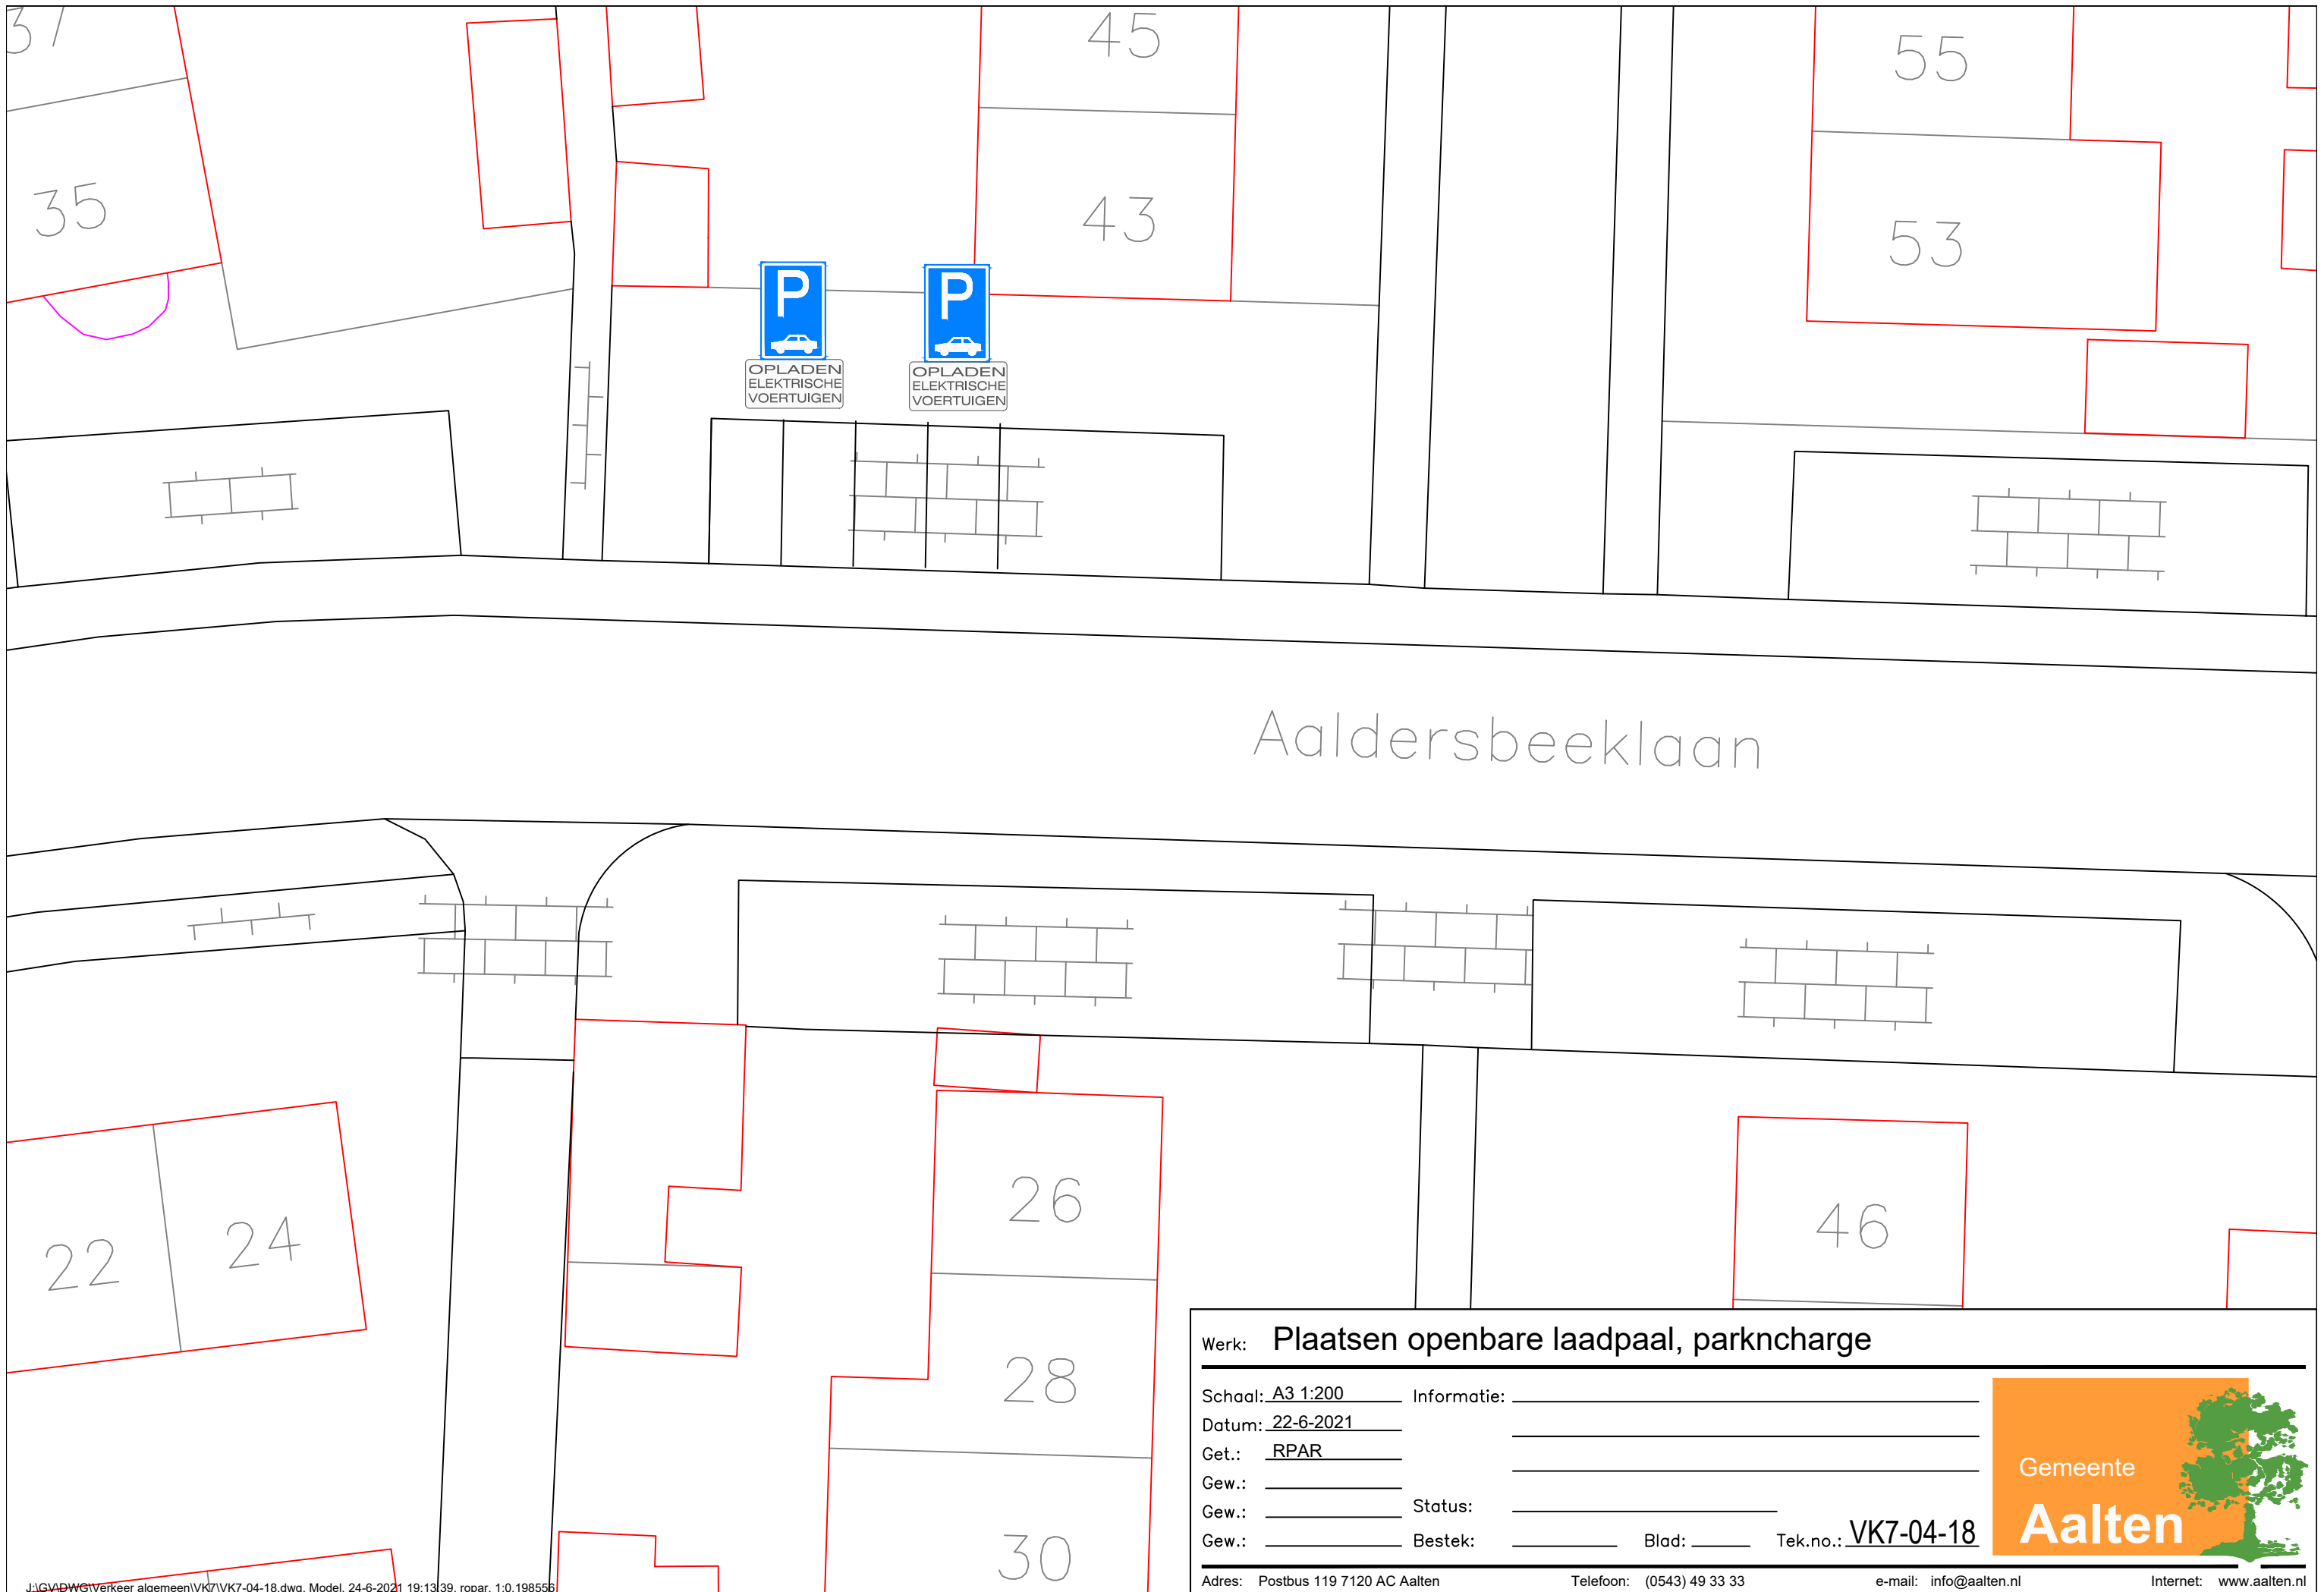 37
45
55
35
43
53
P
P
OPLADEN
ELEKTRISCHE
VOERTUIGEN
OPLADEN
ELEKTRISCHE
VOERTUIGEN
Aaldersbeeklaan
22
24
26
46
28
30
Werk: Plaatsen openbare laadpaal, parkncharge
Schaal: A3 1:200 Informatie:
Datum: 22-6-2021
Get.: RPAR
Gew.:
Gew.: Status:
Gew.: Bestek: Blad: Tek.no.: VK7-04-18
Gemeente
Aalten
Adres: Postbus 119 7120 AC Aalten Telefoon: (0543) 49 33 33 e-mail: info@aalten.nl Internet: www.aalten.nl
J:\GV\DWG\Verkeer algemeen\VK7\VK7-04-18.dwg, Model, 24-6-2021 19:13:39, ropar, 1:0.198556